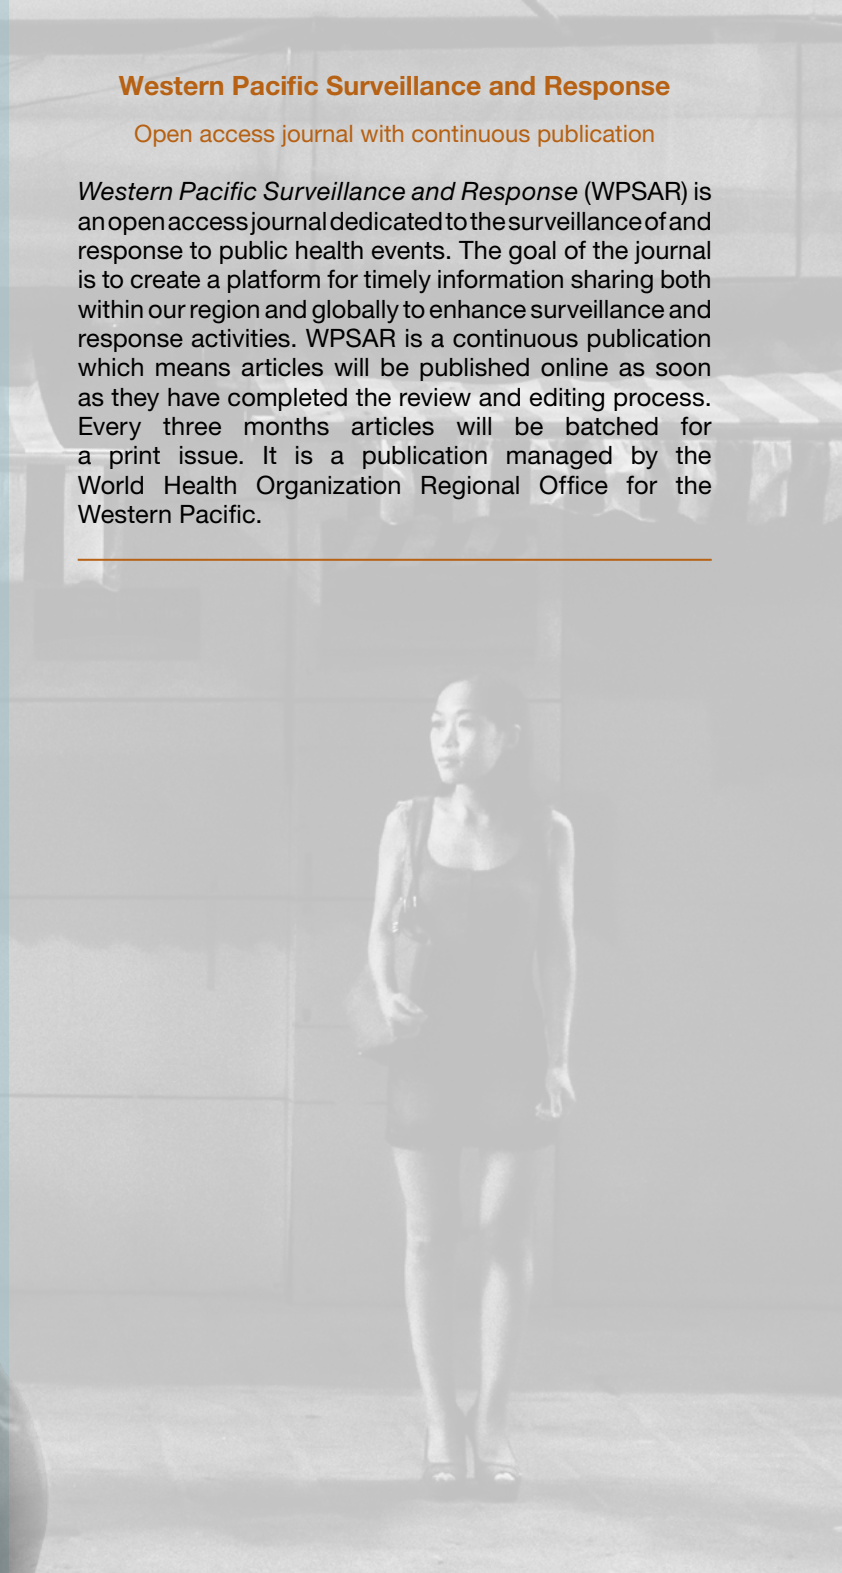 Western Pacific Surveillance and Response
Open access journal with continuous publication
Western Pacific Surveillance and Response (WPSAR) is
an open access journal dedicated to the surveillance of and
response to public health events. The goal of the journal
is to create a platform for timely information sharing both
within our region and globally to enhance surveillance and
response activities. WPSAR is a continuous publication
which means articles will be published online as soon
as they have completed the review and editing process.
Every three months articles will be batched for
a print issue. It is a publication managed by the
World Health Organization Regional Office for the
Western Pacific.